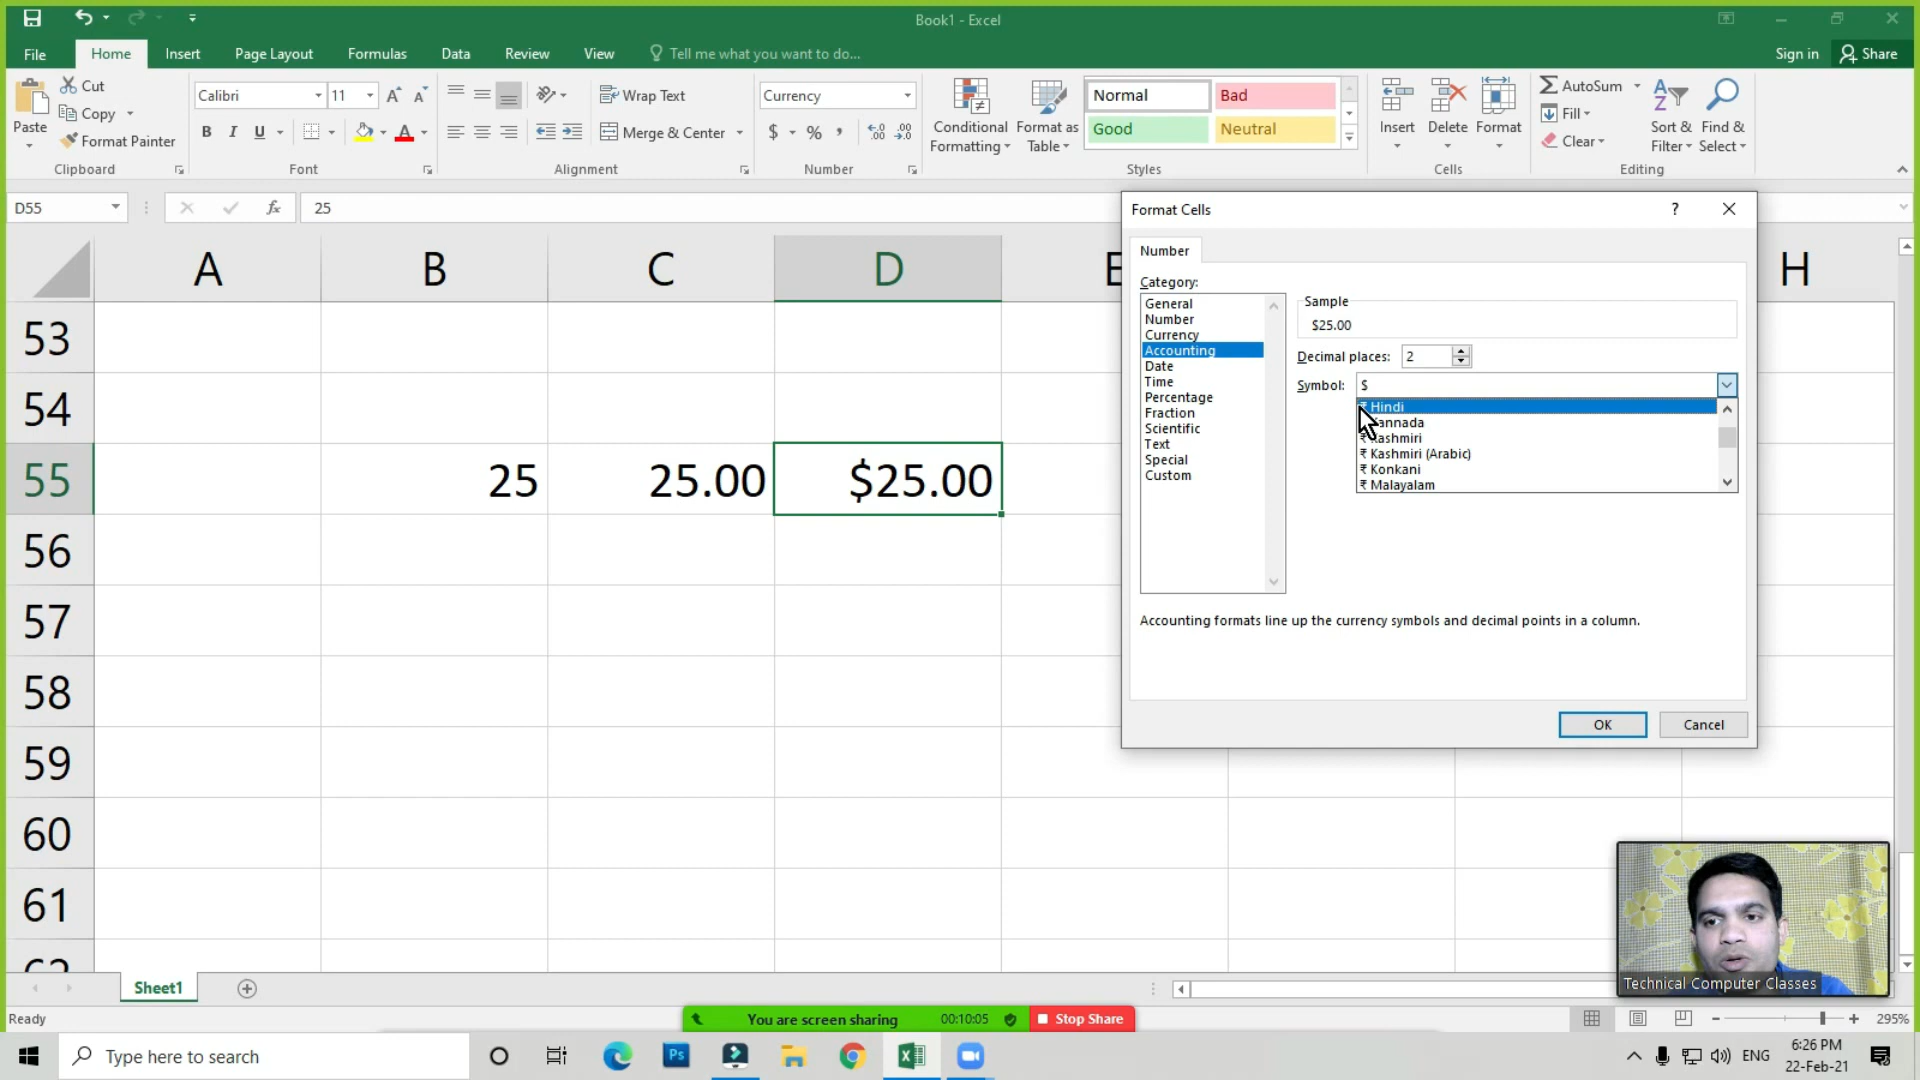 Book1 - Excel
File Home Insert Page Layout Formulas Data Review View Tell me what you want to do... Sign in Share
Paste
Cut
Copy
Format Painter
Clipboard
Calibri 11
B I U A
Font
Wrap Text
Merge & Center
Alignment
Currency
$ %
Number
Conditional Formatting
Format as Table
Normal Bad
Good Neutral
Styles
Insert Delete Format
Cells
AutoSum
Fill
Clear
Sort & Filter
Find & Select
Editing
D55 fx 25
A B C D E H
53
54
55 25 25.00 $25.00
56
57
58
59
60
61
62
Format Cells ?
Number
Category:
General
Number
Currency
Accounting
Date
Time
Percentage
Fraction
Scientific
Text
Special
Custom
Sample
$25.00
Decimal places: 2
Symbol: $
₹ Hindi
₹ Kashmiri (Arabic)
₹ Konkani
₹ Malayalam
Accounting formats line up the currency symbols and decimal points in a column.
OK Cancel
Technical Computer Classes
Sheet1
Ready
You are screen sharing 00:10:05 Stop Share
295%
Type here to search
Ps
ENG
6:26 PM
22-Feb-21